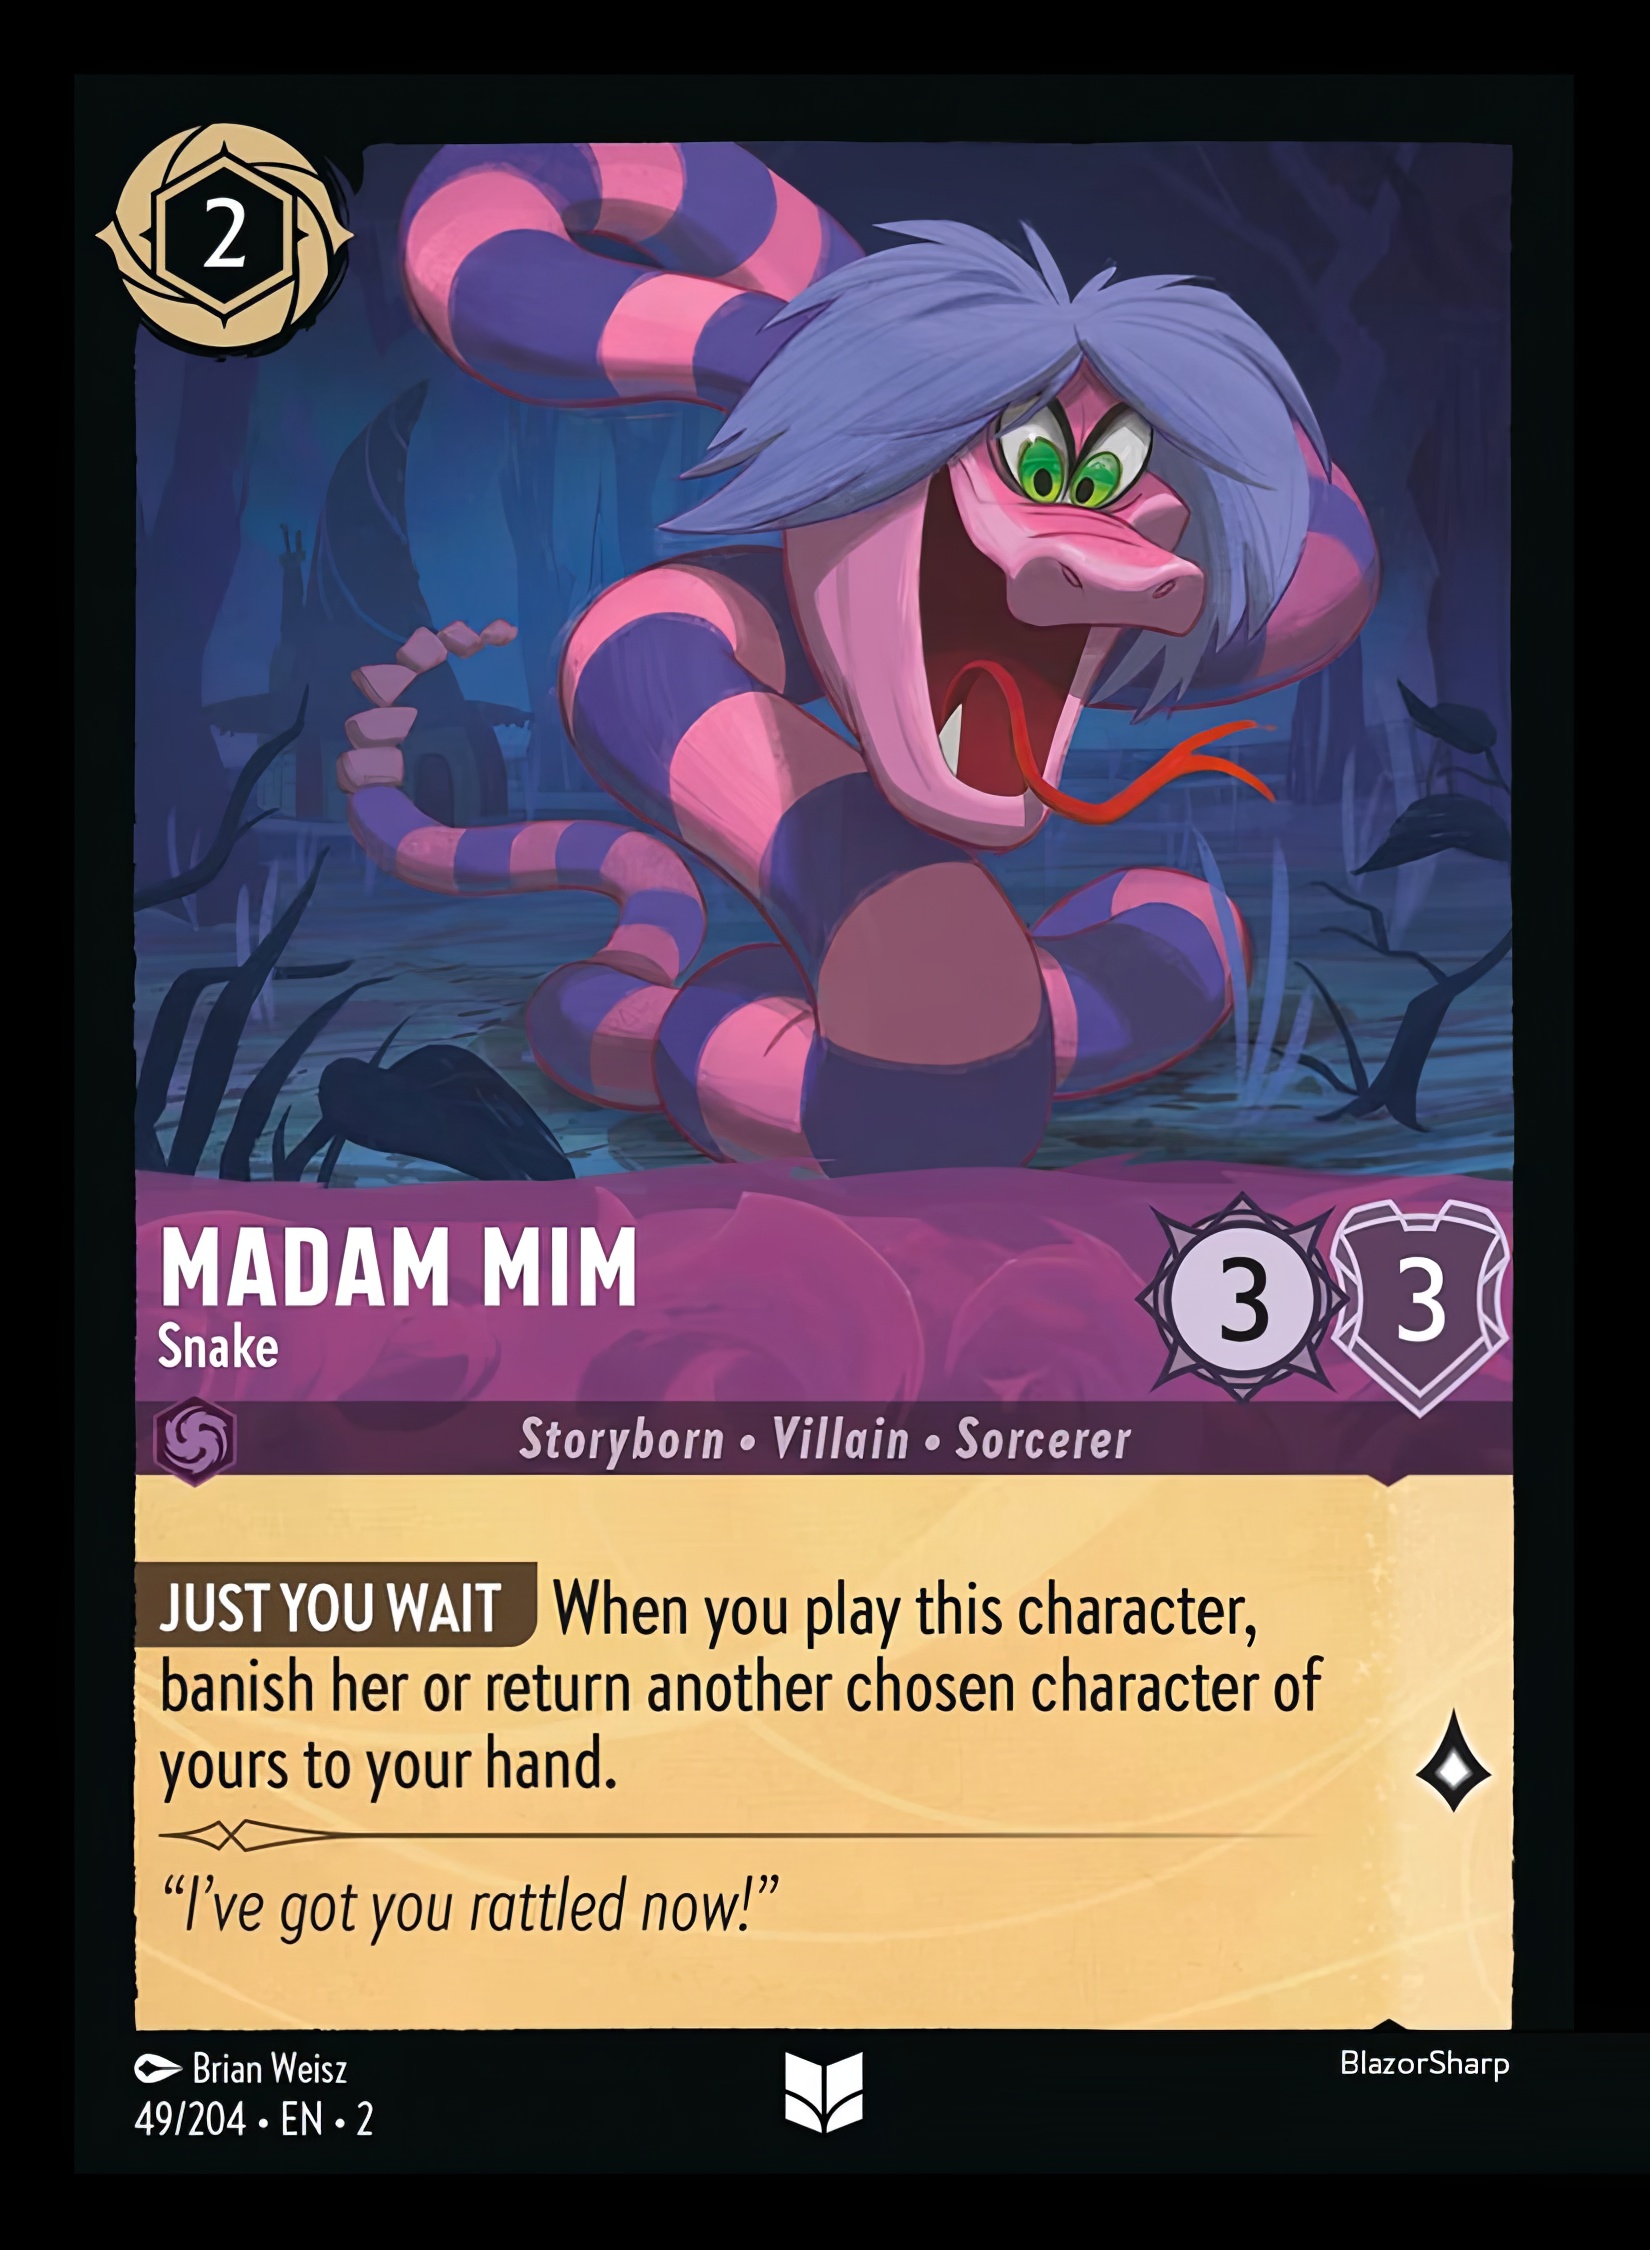 2
MADAM MIM
Snake
3 3
Storyborn • Villain • Sorcerer
JUST YOU WAIT When you play this character,
banish her or return another chosen character of
yours to your hand.
“I’ve got you rattled now!”
Brian Weisz
BlazorSharp
49/204 • EN • 2